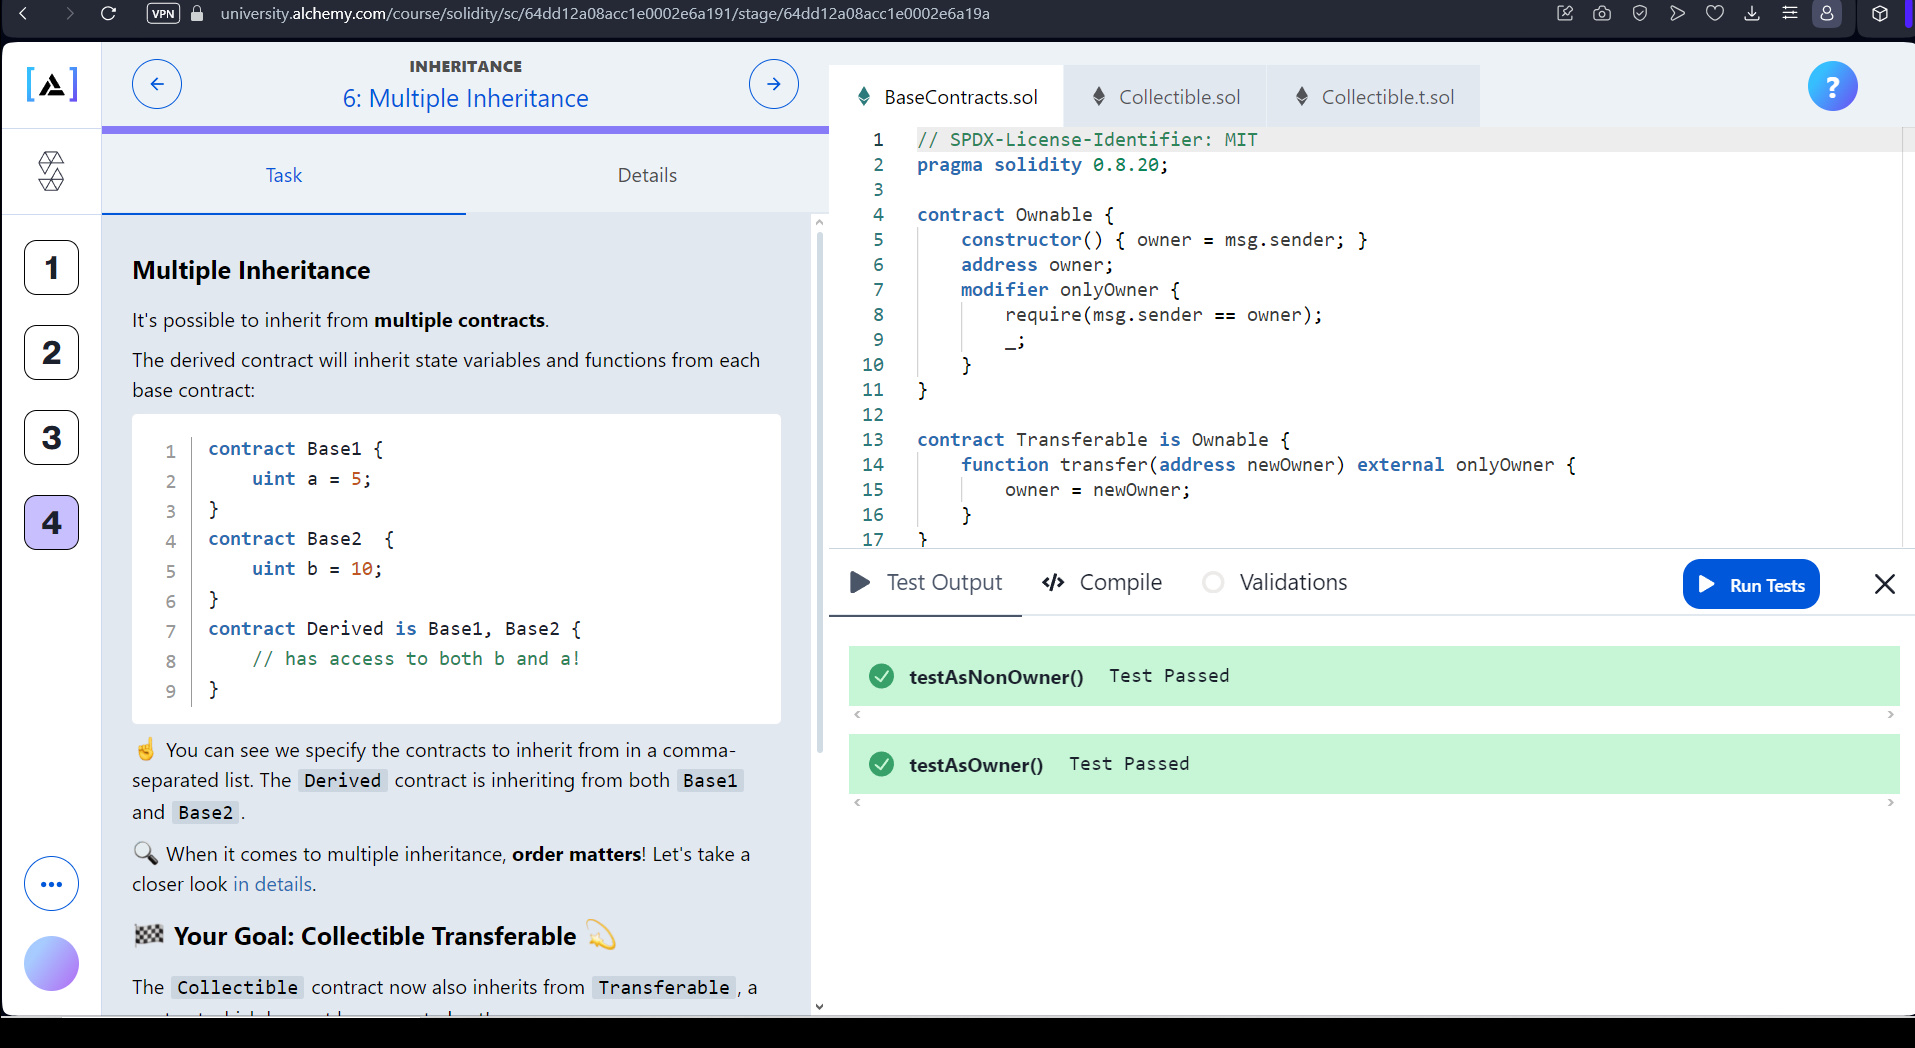 VPN
university.alchemy.com/course/solidity/sc/64dd12a08acc1e0002e6a191/stage/64dd12a08acc1e0002e6a19a
INHERITANCE
6: Multiple Inheritance
Task
Details
1
2
3
4
Multiple Inheritance
It's possible to inherit from multiple contracts.
The derived contract will inherit state variables and functions from each
base contract:
1 contract Base1 {
2 uint a = 5;
3 }
4 contract Base2 {
5 uint b = 10;
6 }
7 contract Derived is Base1, Base2 {
8 // has access to both b and a!
9 }
☝ You can see we specify the contracts to inherit from in a comma-
separated list. The Derived contract is inheriting from both Base1
and Base2.
🔍 When it comes to multiple inheritance, order matters! Let's take a
closer look in details.
🏁 Your Goal: Collectible Transferable 💫
The Collectible contract now also inherits from Transferable, a
BaseContracts.sol
Collectible.sol
Collectible.t.sol
?
1 // SPDX-License-Identifier: MIT
2 pragma solidity 0.8.20;
3
4 contract Ownable {
5 constructor() { owner = msg.sender; }
6 address owner;
7 modifier onlyOwner {
8 require(msg.sender == owner);
9 _;
10 }
11 }
12
13 contract Transferable is Ownable {
14 function transfer(address newOwner) external onlyOwner {
15 owner = newOwner;
16 }
17 }
Test Output
</> Compile
Validations
Run Tests
testAsNonOwner() Test Passed
testAsOwner() Test Passed